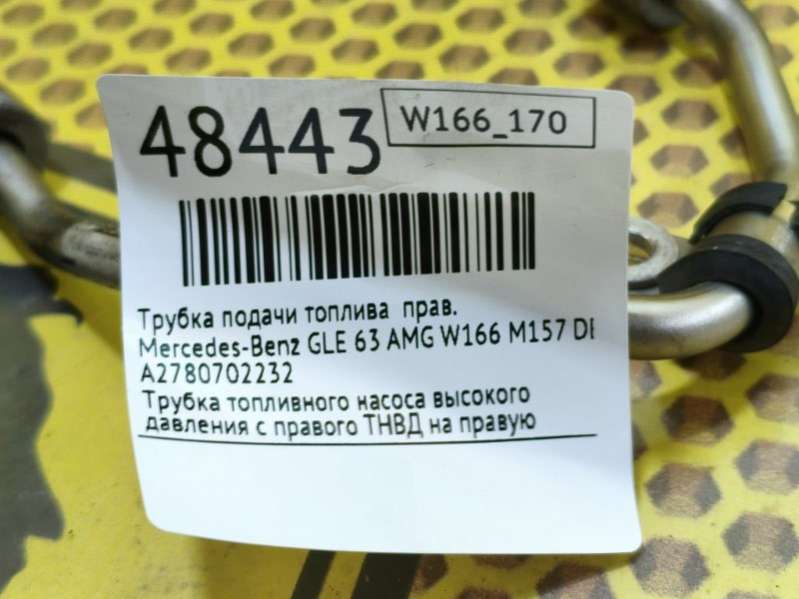 48443
W166_170
Трубка подачи топлива прав.
Mercedes-Benz GLE 63 AMG W166 M157 DE
A2780702232
Трубка топливного насоса высокого
давления с правого ТНВД на правую